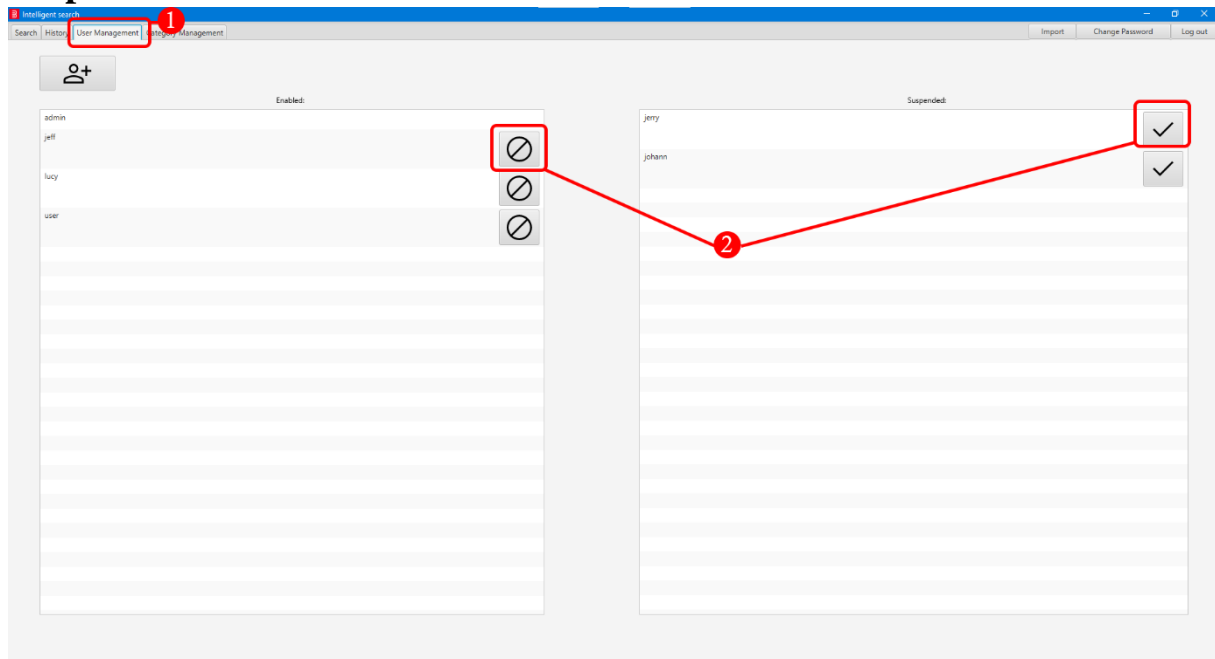 Intelligent search
1
Search History User Management Category Management Import Change Password Log out
Enabled: Suspended:
admin jerry
jeff
johann
lucy
user
2